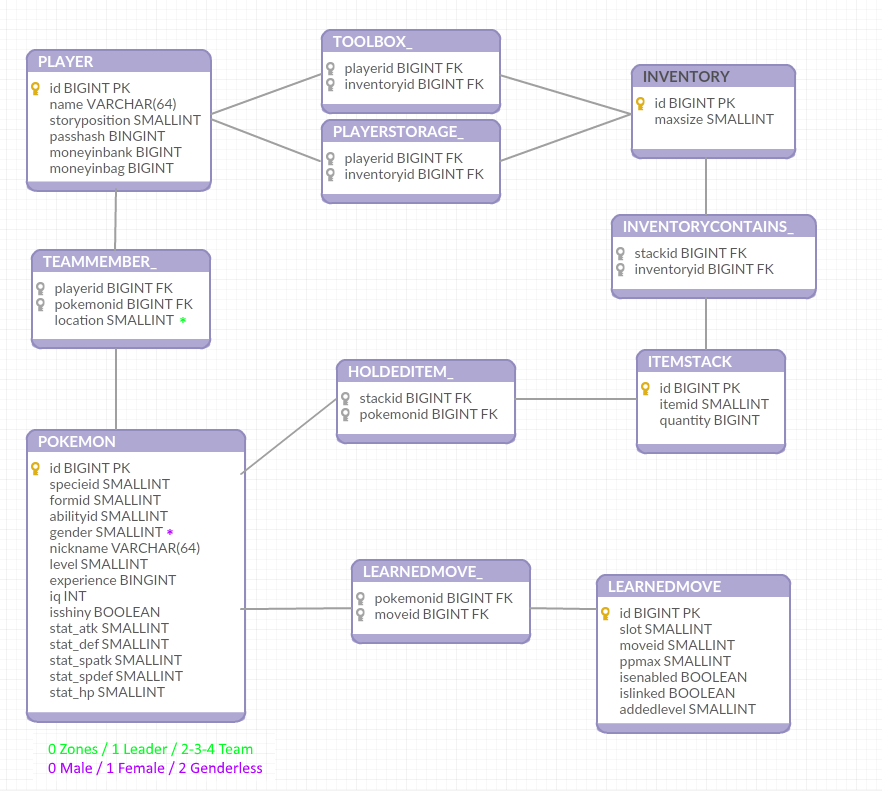 PLAYER
id BIGINT PK
name VARCHAR(64)
storyposition SMALLINT
passhash BINGINT
moneyinbank BIGINT
moneyinbag BIGINT
TOOLBOX_
playerid BIGINT FK
inventoryid BIGINT FK
PLAYERSTORAGE_
playerid BIGINT FK
inventoryid BIGINT FK
INVENTORY
id BIGINT PK
maxsize SMALLINT
INVENTORYCONTAINS_
stackid BIGINT FK
inventoryid BIGINT FK
TEAMMEMBER_
playerid BIGINT FK
pokemonid BIGINT FK
location SMALLINT *
HOLDEDITEM_
stackid BIGINT FK
pokemonid BIGINT FK
ITEMSTACK
id BIGINT PK
itemid SMALLINT
quantity BIGINT
POKEMON
id BIGINT PK
specieid SMALLINT
formid SMALLINT
abilityid SMALLINT
gender SMALLINT *
nickname VARCHAR(64)
level SMALLINT
experience BINGINT
iq INT
isshiny BOOLEAN
stat_atk SMALLINT
stat_def SMALLINT
stat_spatk SMALLINT
stat_spdef SMALLINT
stat_hp SMALLINT
LEARNEDMOVE_
pokemonid BIGINT FK
moveid BIGINT FK
LEARNEDMOVE
id BIGINT PK
slot SMALLINT
moveid SMALLINT
ppmax SMALLINT
isenabled BOOLEAN
islinked BOOLEAN
addedlevel SMALLINT
0 Zones / 1 Leader / 2-3-4 Team
0 Male / 1 Female / 2 Genderless